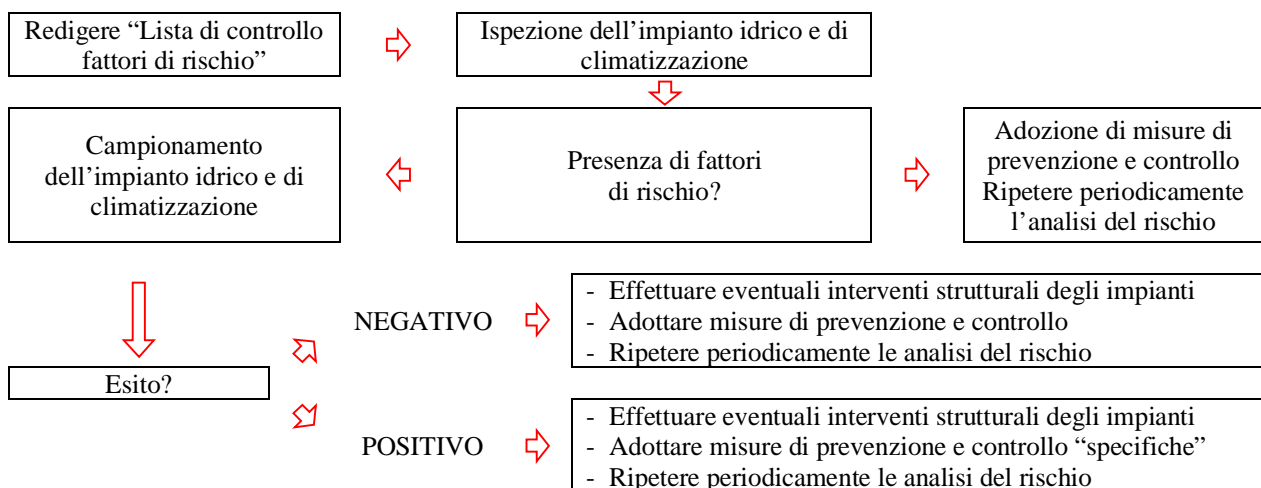 Redigere “Lista di controllo
fattori di rischio”
Ispezione dell’impianto idrico e di
climatizzazione
Campionamento
dell’impianto idrico e di
climatizzazione
Presenza di fattori
di rischio?
Adozione di misure di
prevenzione e controllo
Ripetere periodicamente
l’analisi del rischio
NEGATIVO
- Effettuare eventuali interventi strutturali degli impianti
- Adottare misure di prevenzione e controllo
- Ripetere periodicamente le analisi del rischio
Esito?
POSITIVO
- Effettuare eventuali interventi strutturali degli impianti
- Adottare misure di prevenzione e controllo “specifiche”
- Ripetere periodicamente le analisi del rischio